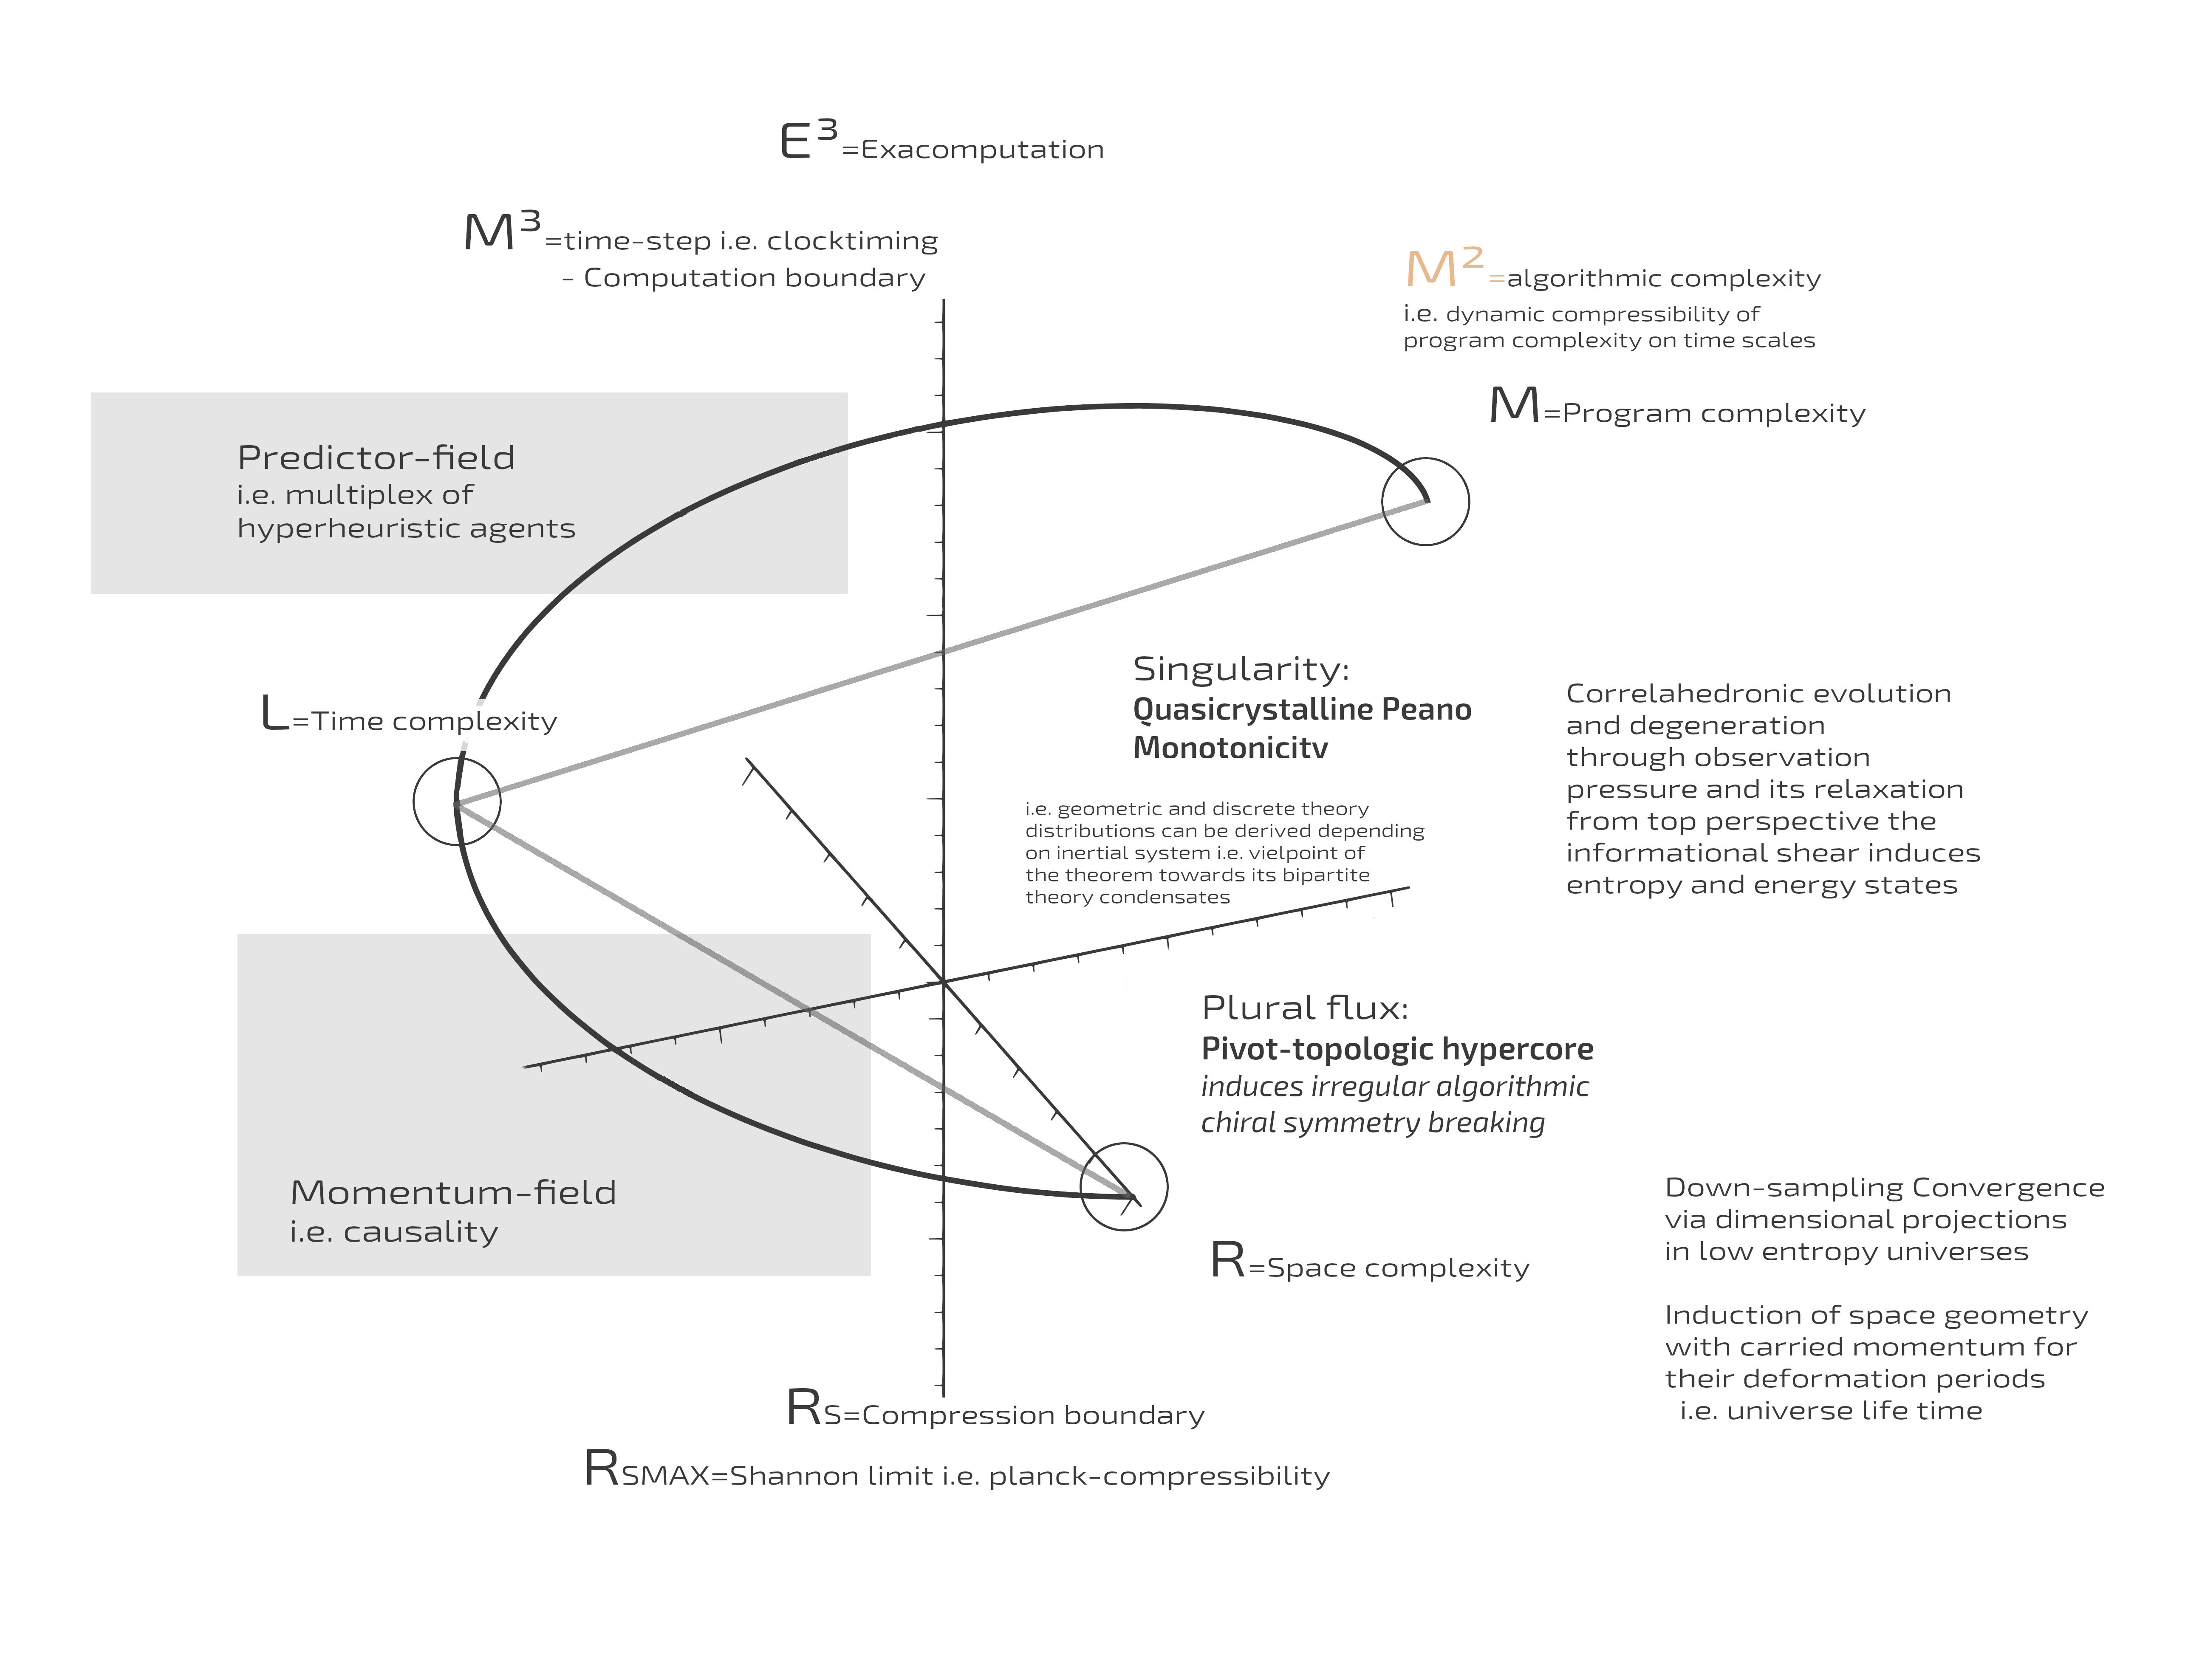 E³=Exacomputation
M³=time-step i.e. clocktiming
- Computation boundary
M²=algorithmic complexity
i.e. dynamic compressibility of
program complexity on time scales
M=Program complexity
Predictor-field
i.e. multiplex of
hyperheuristic agents
L=Time complexity
Singularity:
Quasicrystalline Peano
Monotonicity
i.e. geometric and discrete theory
distributions can be derived depending
on inertial system i.e. vielpoint of
the theorem towards its bipartite
theory condensates
Correlahedronic evolution
and degeneration
through observation
pressure and its relaxation
from top perspective the
informational shear induces
entropy and energy states
Plural flux:
Pivot-topologic hypercore
induces irregular algorithmic
chiral symmetry breaking
Momentum-field
i.e. causality
R=Space complexity
Down-sampling Convergence
via dimensional projections
in low entropy universes
Induction of space geometry
with carried momentum for
their deformation periods
i.e. universe life time
RS=Compression boundary
RSMAX=Shannon limit i.e. planck-compressibility